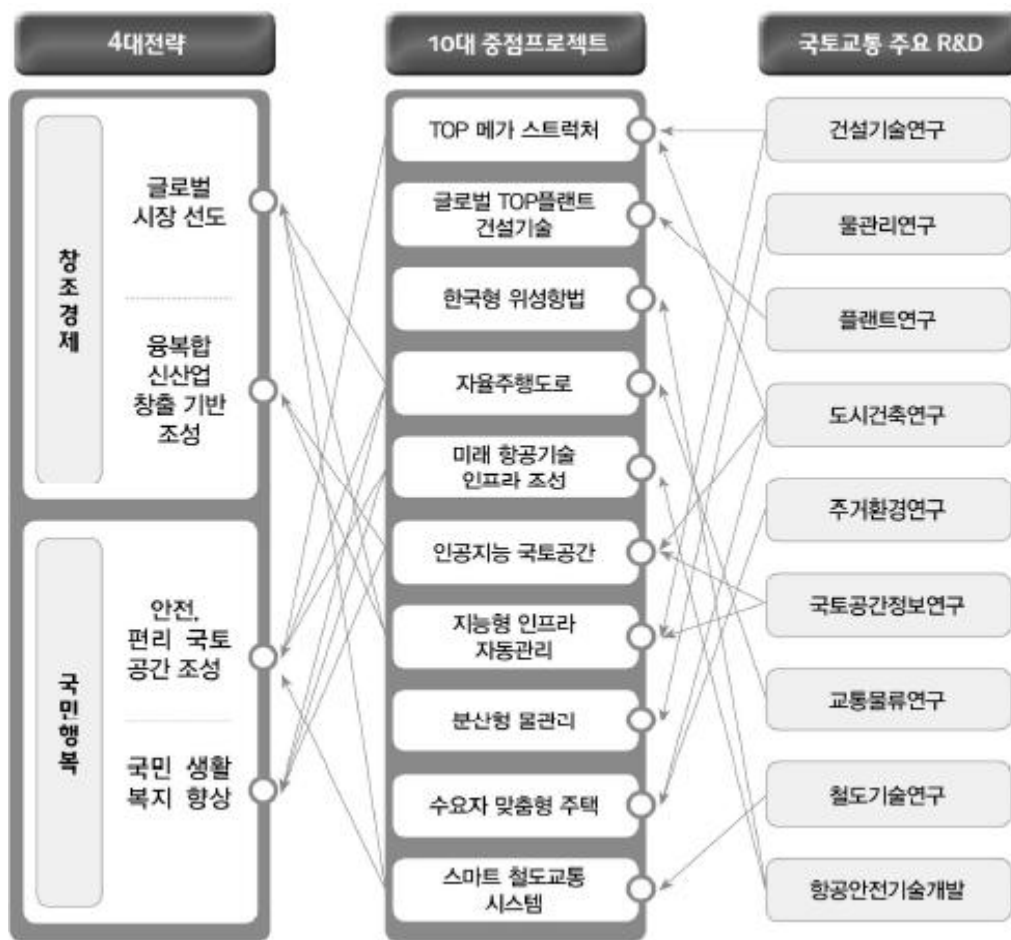 4대전략
창조경제
글로벌
시장 선도
융복합
신산업
창출 기반
조성
국민행복
안전,
편리 국토
공간 조성
국민 생활
복지 향상
10대 중점프로젝트
TOP 메가 스트럭처
글로벌 TOP플랜트
건설기술
한국형 위성항법
자율주행도로
미래 항공기술
인프라 조성
인공지능 국토공간
지능형 인프라
자동관리
분산형 물관리
수요자 맞춤형 주택
스마트 철도교통
시스템
국토교통 주요 R&D
건설기술연구
물관리연구
플랜트연구
도시건축연구
주거환경연구
국토공간정보연구
교통물류연구
철도기술연구
항공안전기술개발